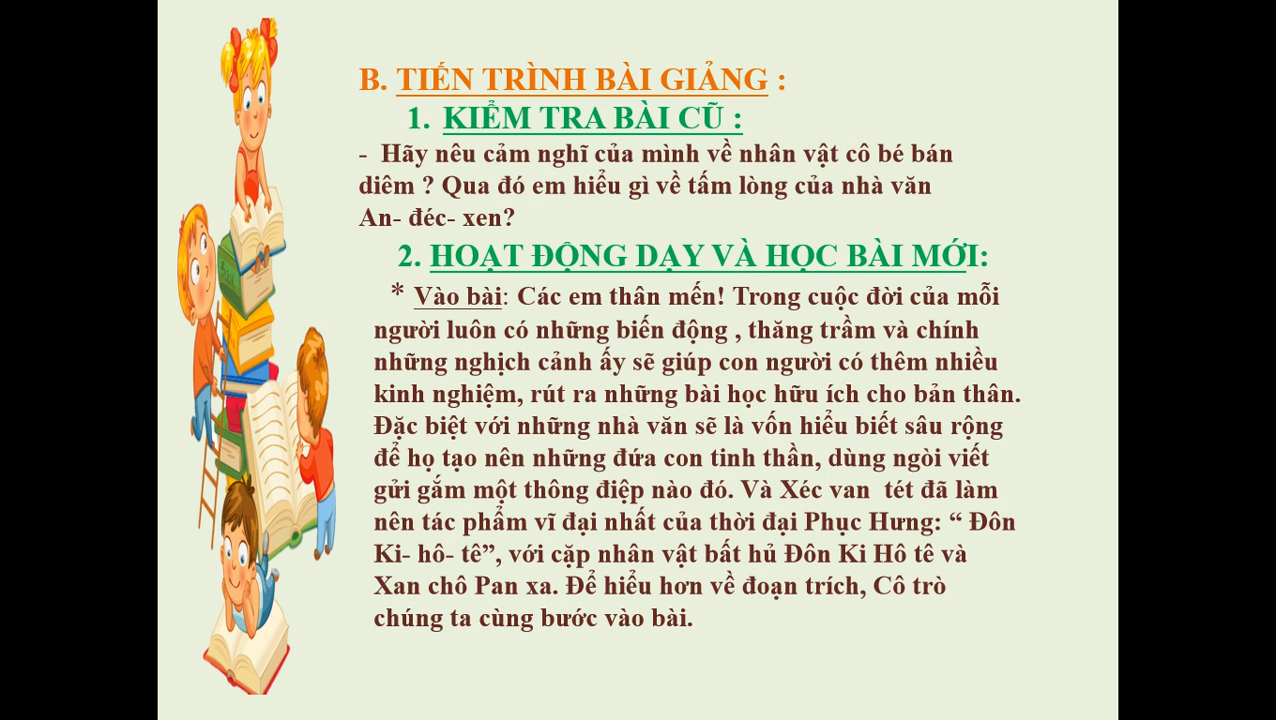 B. TIẾN TRÌNH BÀI GIẢNG :
1. KIỂM TRA BÀI CŨ :
- Hãy nêu cảm nghĩ của mình về nhân vật cô bé bán
diêm ? Qua đó em hiểu gì về tấm lòng của nhà văn
An- đéc- xen?
2. HOẠT ĐỘNG DẠY VÀ HỌC BÀI MỚI:
* Vào bài: Các em thân mến! Trong cuộc đời của mỗi
người luôn có những biến động , thăng trầm và chính
những nghịch cảnh ấy sẽ giúp con người có thêm nhiều
kinh nghiệm, rút ra những bài học hữu ích cho bản thân.
Đặc biệt với những nhà văn sẽ là vốn hiểu biết sâu rộng
để họ tạo nên những đứa con tinh thần, dùng ngòi viết
gửi gắm một thông điệp nào đó. Và Xéc van tét đã làm
nên tác phẩm vĩ đại nhất của thời đại Phục Hưng: “ Đôn
Ki- hô- tê”, với cặp nhân vật bất hủ Đôn Ki Hô tê và
Xan chô Pan xa. Để hiểu hơn về đoạn trích, Cô trò
chúng ta cùng bước vào bài.